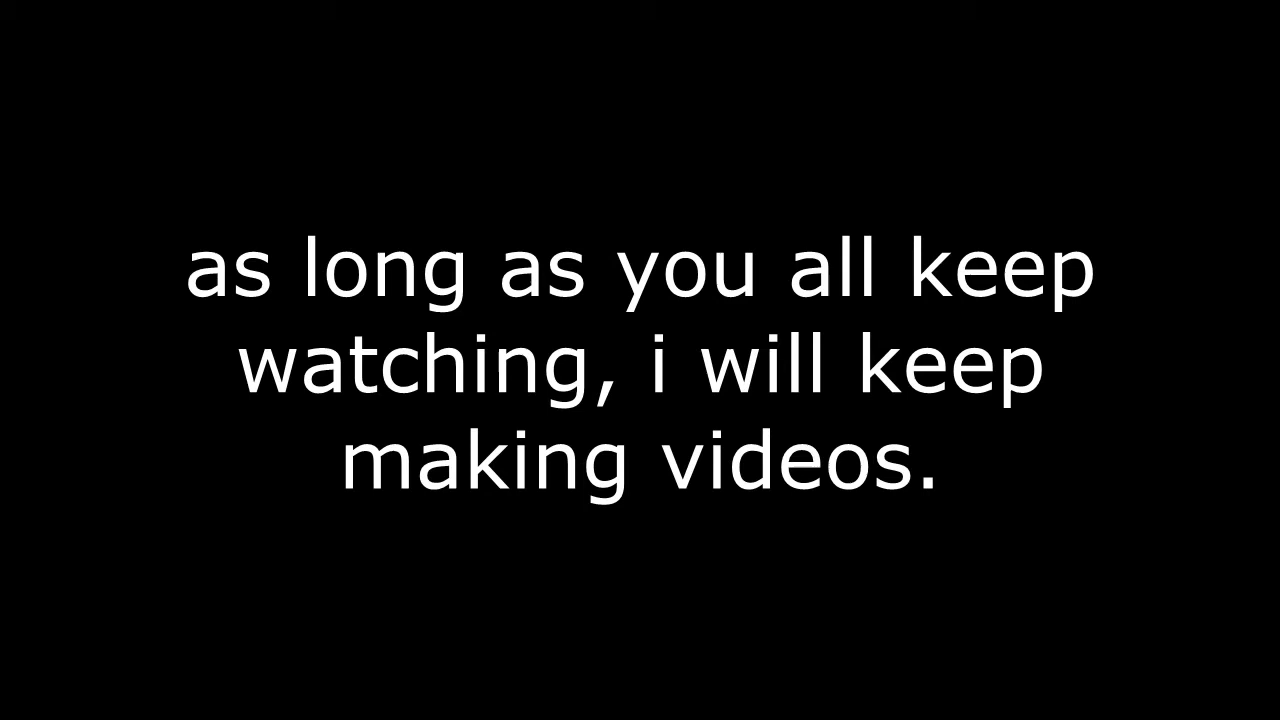 as long as you all keep
watching, i will keep
making videos.